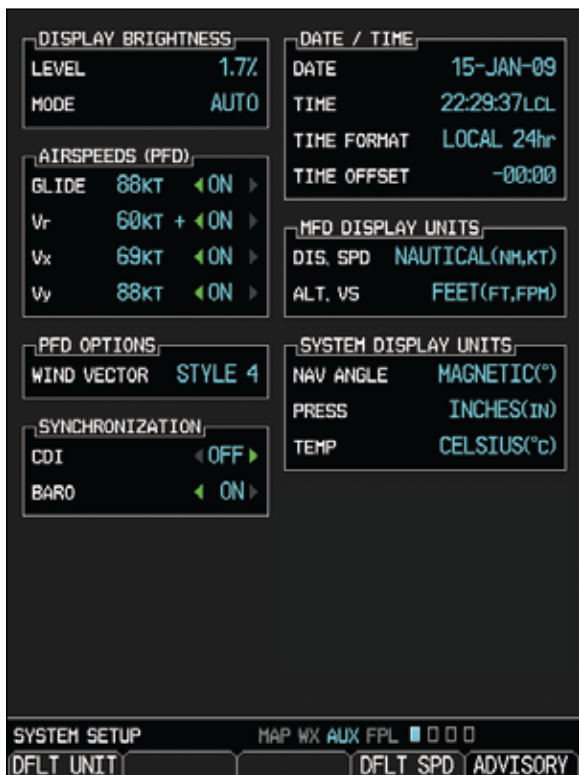 DISPLAY BRIGHTNESS
LEVEL 1.7%
MODE AUTO
AIRSPEEDS (PFD)
GLIDE 88KT ON
Vr 60KT + ON
Vx 69KT ON
Vy 88KT ON
PFD OPTIONS
WIND VECTOR STYLE 4
SYNCHRONIZATION
CDI OFF
BARO ON
DATE / TIME
DATE 15-JAN-09
TIME 22:29:37LCL
TIME FORMAT LOCAL 24hr
TIME OFFSET -00:00
MFD DISPLAY UNITS
DIS, SPD NAUTICAL(NM,KT)
ALT, VS FEET(FT,FPM)
SYSTEM DISPLAY UNITS
NAV ANGLE MAGNETIC(°)
PRESS INCHES(IN)
TEMP CELSIUS(°C)
SYSTEM SETUP MAP WX AUX FPL
DFLT UNIT DFLT SPD ADVISORY